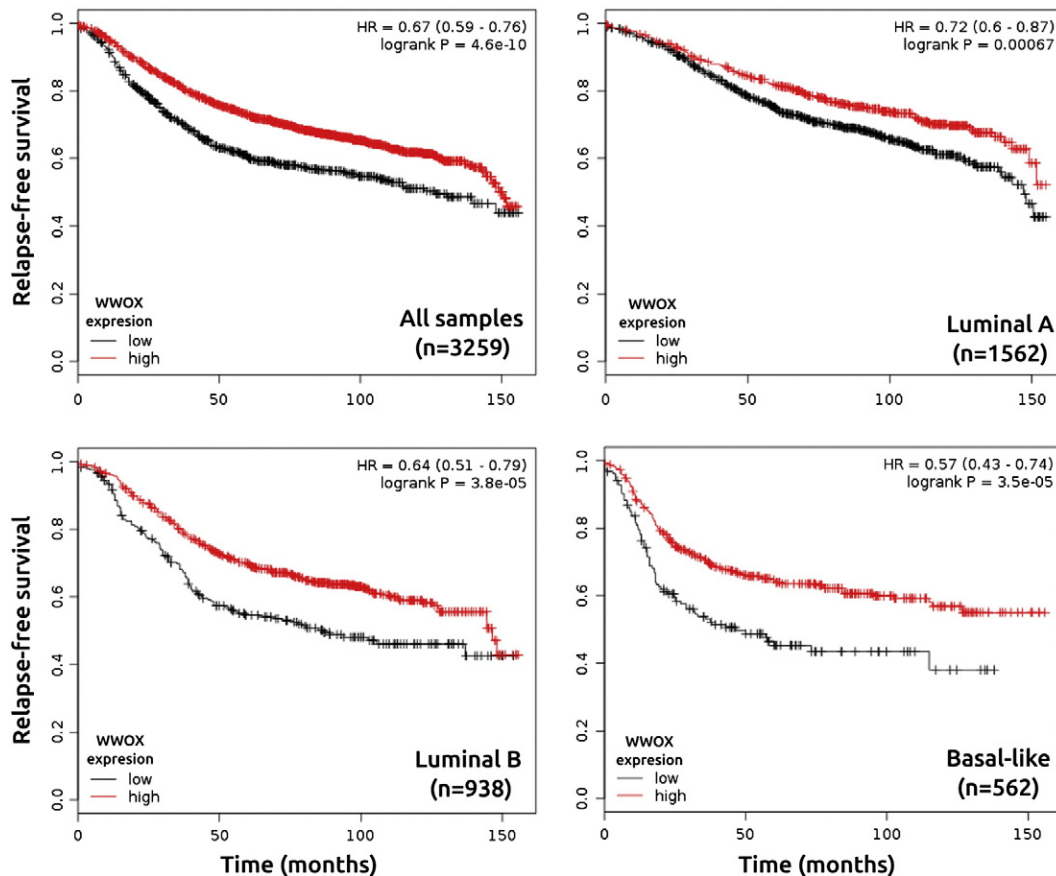 HR = 0.67 (0.59 - 0.76)
logrank P = 4.6e-10
Relapse-free survival
1.0
0.8
0.6
0.4
0.2
0.0
WWOX
expresion
low
high
All samples
(n=3259)
0 50 100 150
HR = 0.72 (0.6 - 0.87)
logrank P = 0.00067
1.0
0.8
0.6
0.4
0.2
0.0
WWOX
expresion
low
high
Luminal A
(n=1562)
0 50 100 150
HR = 0.64 (0.51 - 0.79)
logrank P = 3.8e-05
Relapse-free survival
1.0
0.8
0.6
0.4
0.2
0.0
WWOX
expresion
low
high
Luminal B
(n=938)
0 50 100 150
Time (months)
HR = 0.57 (0.43 - 0.74)
logrank P = 3.5e-05
1.0
0.8
0.6
0.4
0.2
0.0
WWOX
expresion
low
high
Basal-like
(n=562)
0 50 100 150
Time (months)